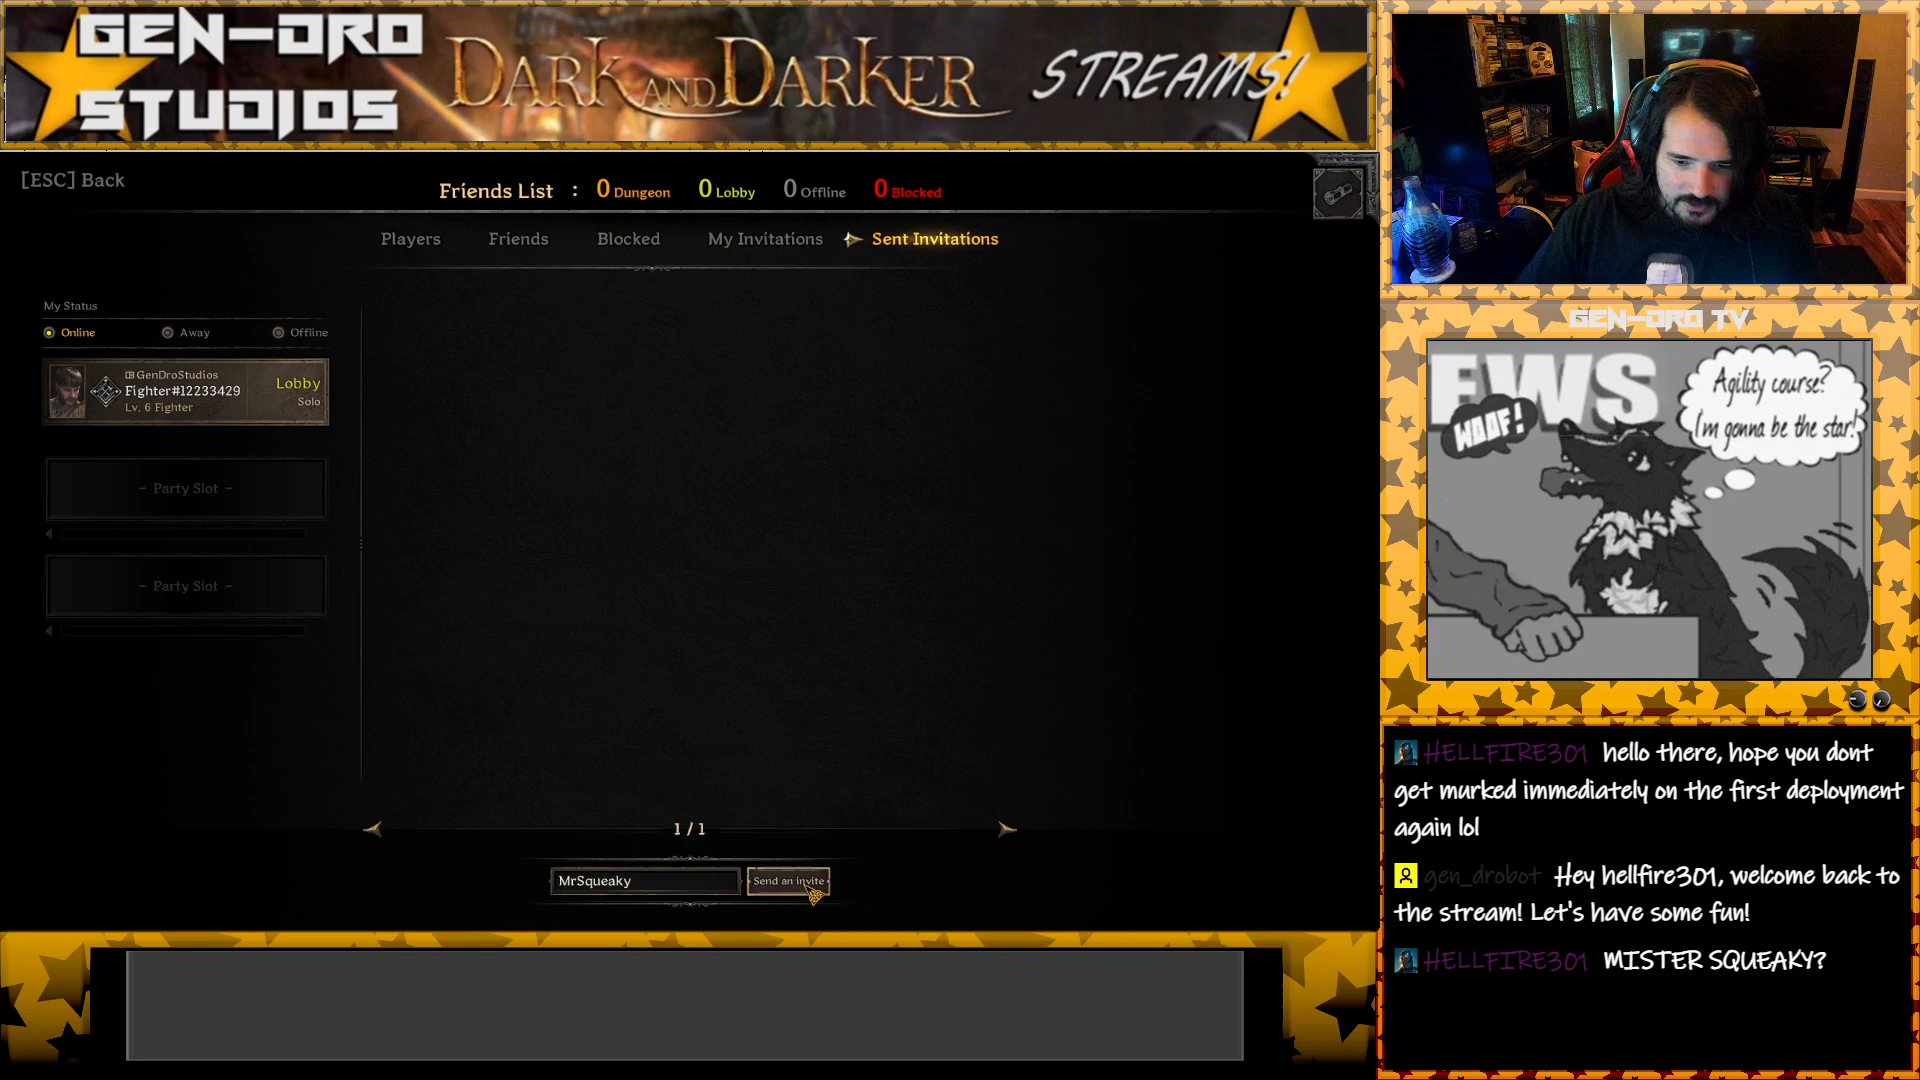 GEN-DRO
STUDIOS
DARK AND DARKER
STREAMS!
[ESC] Back
Friends List : 0 Dungeon 0 Lobby 0 Offline 0 Blocked
Players Friends Blocked My Invitations Sent Invitations
My Status
Online Away Offline
GenDroStudios
Fighter#12233429
Lv. 6 Fighter
Lobby
Solo
- Party Slot -
- Party Slot -
1 / 1
MrSqueaky
Send an invite
GEN-DRO TV
EWS
WOOF!
Agility course?
I'm gonna be the star!
HELLFIRE301 hello there, hope you dont
get murked immediately on the first deployment
again lol
gen_drobot Hey hellfire301, welcome back to
the stream! Let's have some fun!
HELLFIRE301 MISTER SQUEAKY?